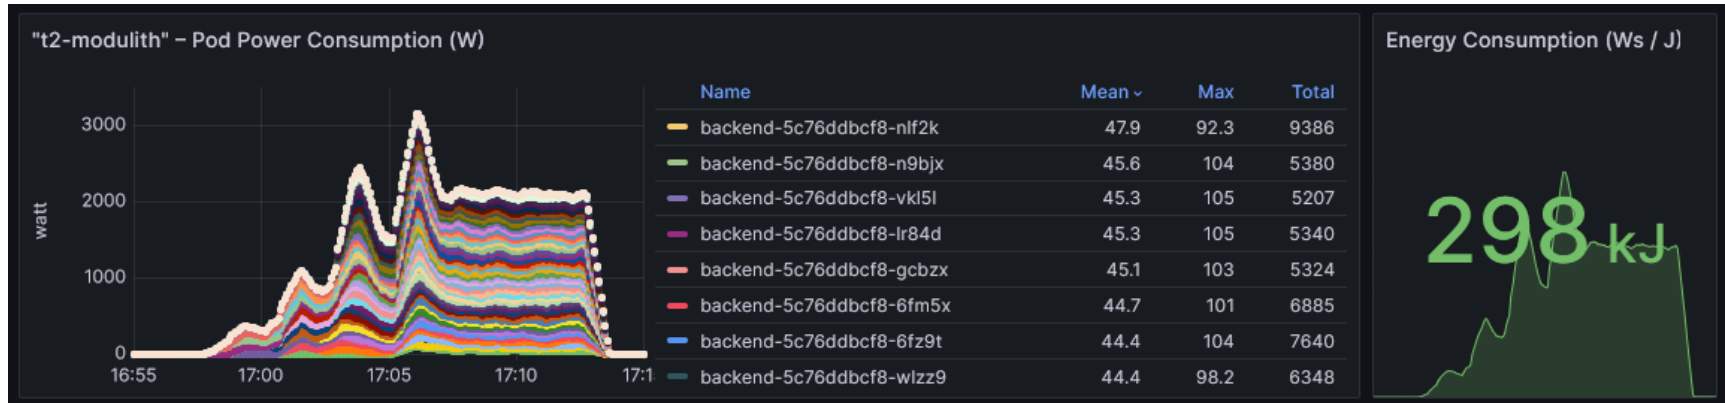 "t2-modulith" – Pod Power Consumption (W)
watt
3000
2000
1000
0
16:55 17:00 17:05 17:10 17:1
Name Mean Max Total
backend-5c76ddbcf8-nlf2k 47.9 92.3 9386
backend-5c76ddbcf8-n9bjx 45.6 104 5380
backend-5c76ddbcf8-vkl5l 45.3 105 5207
backend-5c76ddbcf8-lr84d 45.3 105 5340
backend-5c76ddbcf8-gcbzx 45.1 103 5324
backend-5c76ddbcf8-6fm5x 44.7 101 6885
backend-5c76ddbcf8-6fz9t 44.4 104 7640
backend-5c76ddbcf8-wlzz9 44.4 98.2 6348
Energy Consumption (Ws / J)
298 kJ